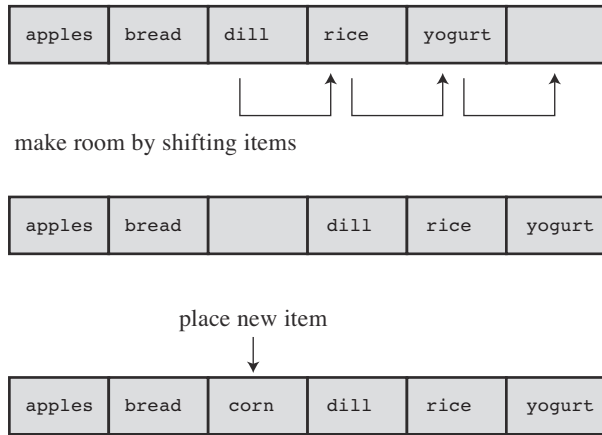 apples bread dill rice yogurt
make room by shifting items
apples bread dill rice yogurt
place new item
apples bread corn dill rice yogurt